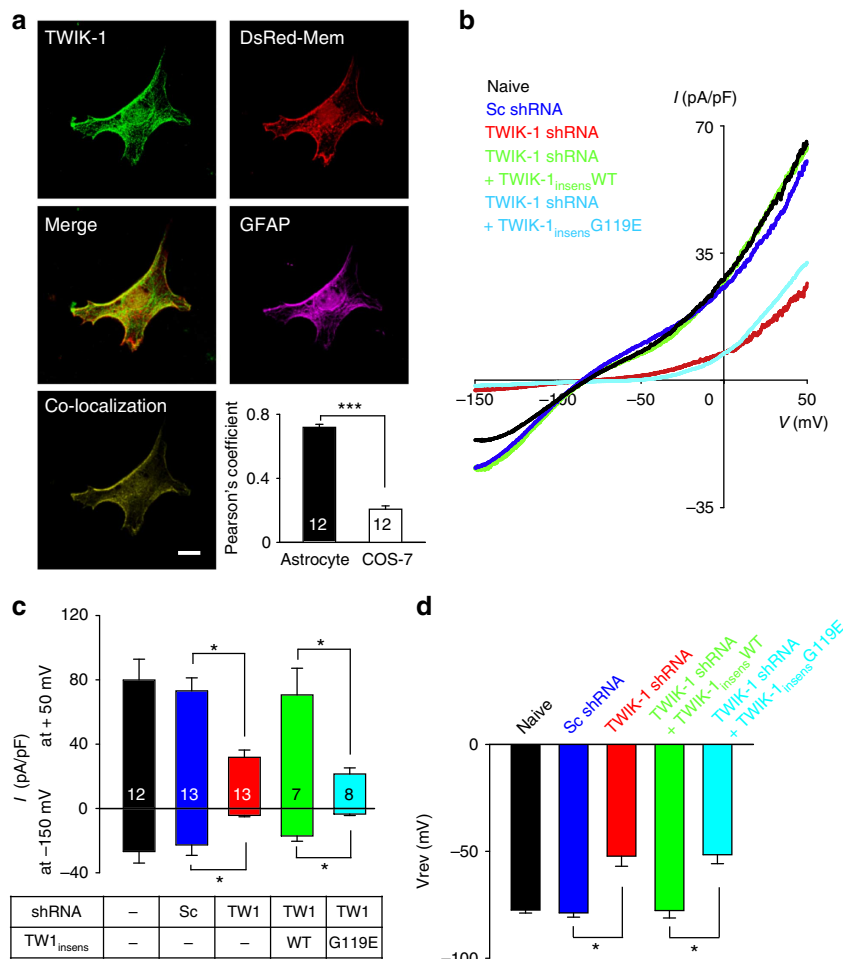 a
TWIK-1
DsRed-Mem
Merge
GFAP
Co-localization
Pearson's coefficient
0.8
0.4
0
***
12
12
Astrocyte
COS-7
b
Naive
Sc shRNA
TWIK-1 shRNA
TWIK-1 shRNA
+ TWIK-1insensWT
TWIK-1 shRNA
+ TWIK-1insensG119E
I (pA/pF)
70
35
−150
−100
−50
0
50
V (mV)
−35
c
I (pA/pF)
at −150 mV
at + 50 mV
120
80
40
0
−40
*
*
12
13
13
7
8
*
*
shRNA – Sc TW1 TW1 TW1
TW1insens – – – WT G119E
d
Naive
Sc shRNA
TWIK-1 shRNA
TWIK-1 shRNA
+ TWIK-1insensWT
TWIK-1 shRNA
+ TWIK-1insensG119E
Vrev (mV)
0
−50
−100
*
*